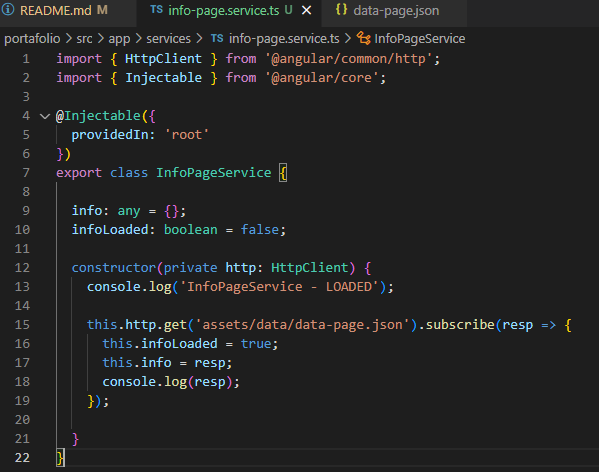 README.md M TS info-page.service.ts U × {} data-page.json
portafolio > src > app > services > TS info-page.service.ts > InfoPageService
1 import { HttpClient } from '@angular/common/http';
2 import { Injectable } from '@angular/core';
3
4 @Injectable({
5   providedIn: 'root'
6 })
7 export class InfoPageService {
8
9   info: any = {};
10   infoLoaded: boolean = false;
11
12   constructor(private http: HttpClient) {
13     console.log('InfoPageService - LOADED');
14
15     this.http.get('assets/data/data-page.json').subscribe(resp => {
16       this.infoLoaded = true;
17       this.info = resp;
18       console.log(resp);
19     });
20
21   }
22 }